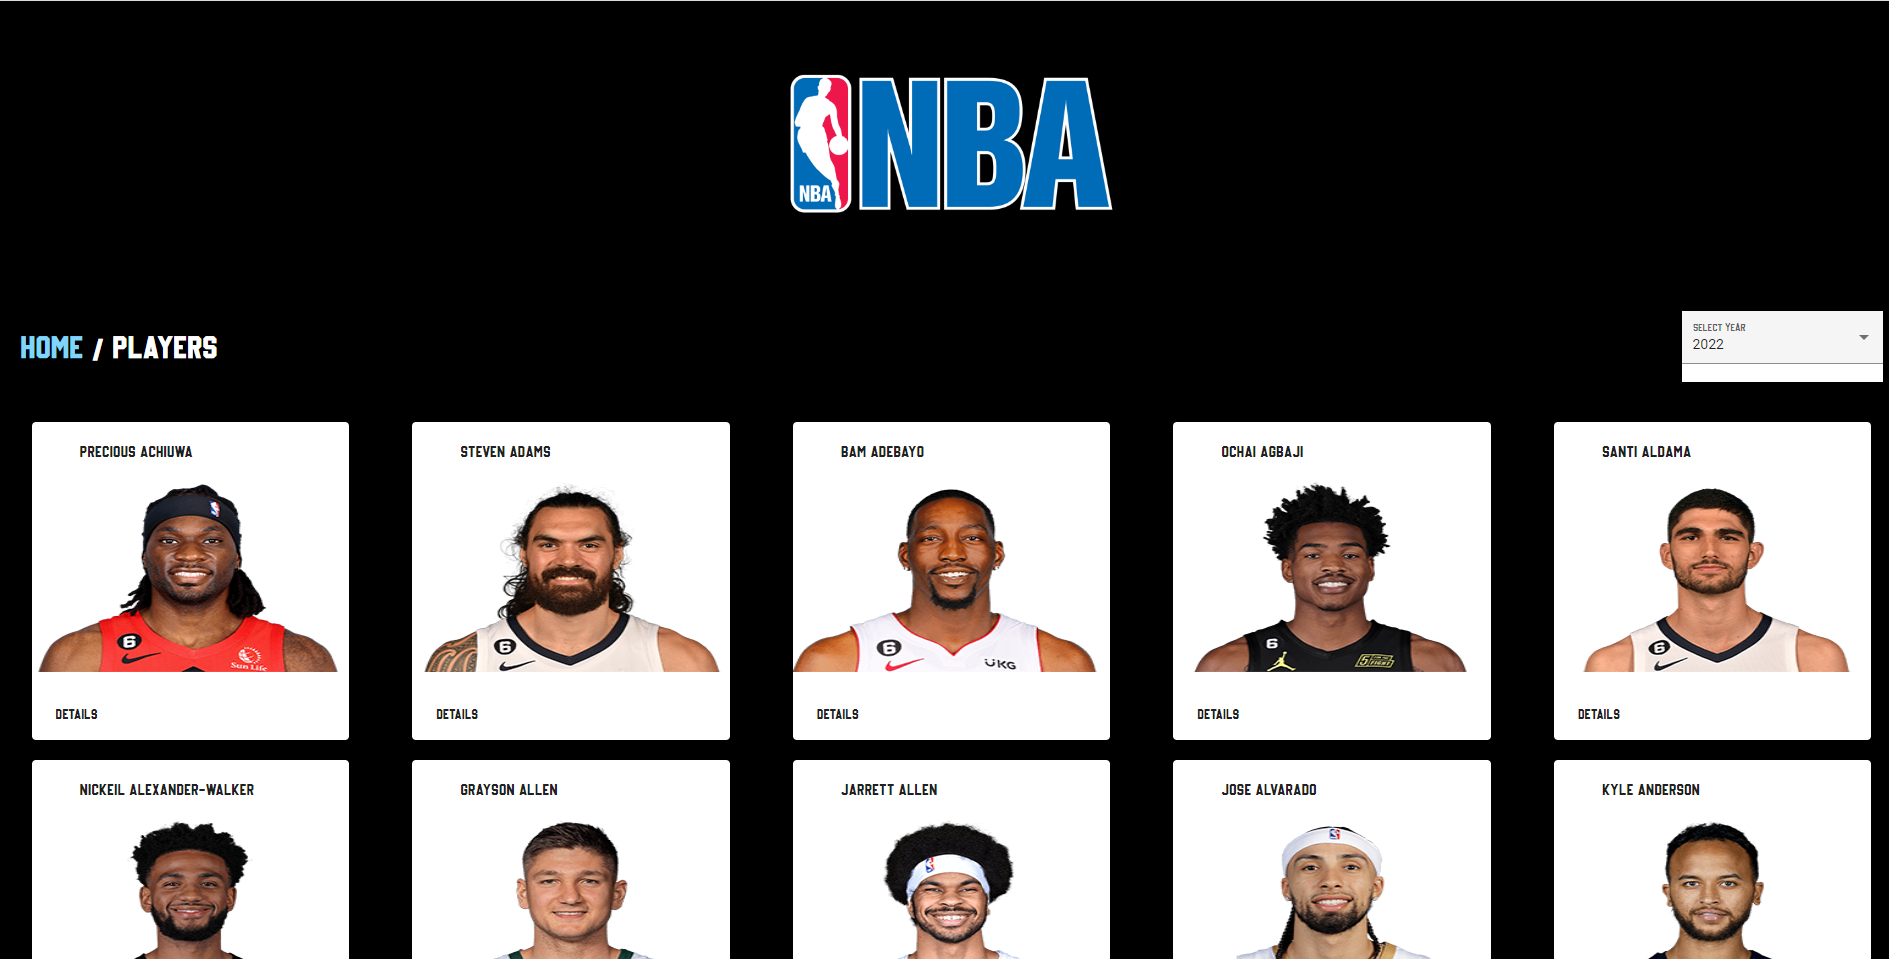 NBA
NBA
HOME / PLAYERS
SELECT YEAR
2022
PRECIOUS ACHIUWA
STEVEN ADAMS
BAM ADEBAYO
OCHAI AGBAJI
SANTI ALDAMA
6
Sun Life
6
6
UKG
6
5
FIGHT
6
DETAILS
DETAILS
DETAILS
DETAILS
DETAILS
NICKEIL ALEXANDER-WALKER
GRAYSON ALLEN
JARRETT ALLEN
JOSE ALVARADO
KYLE ANDERSON